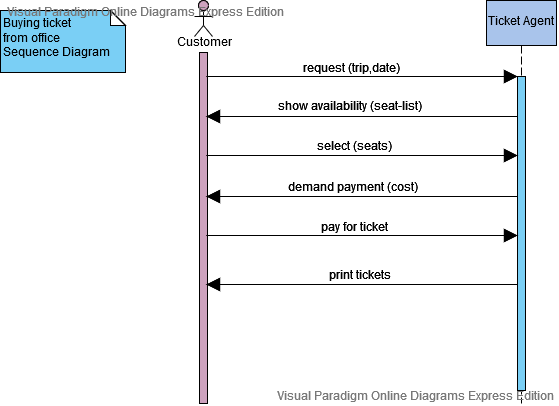 Visual Paradigm Online Diagrams Express Edition
Buying ticket
from office
Sequence Diagram
Ticket Agent
Customer
request (trip,date)
show availability (seat-list)
select (seats)
demand payment (cost)
pay for ticket
print tickets
Visual Paradigm Online Diagrams Express Edition